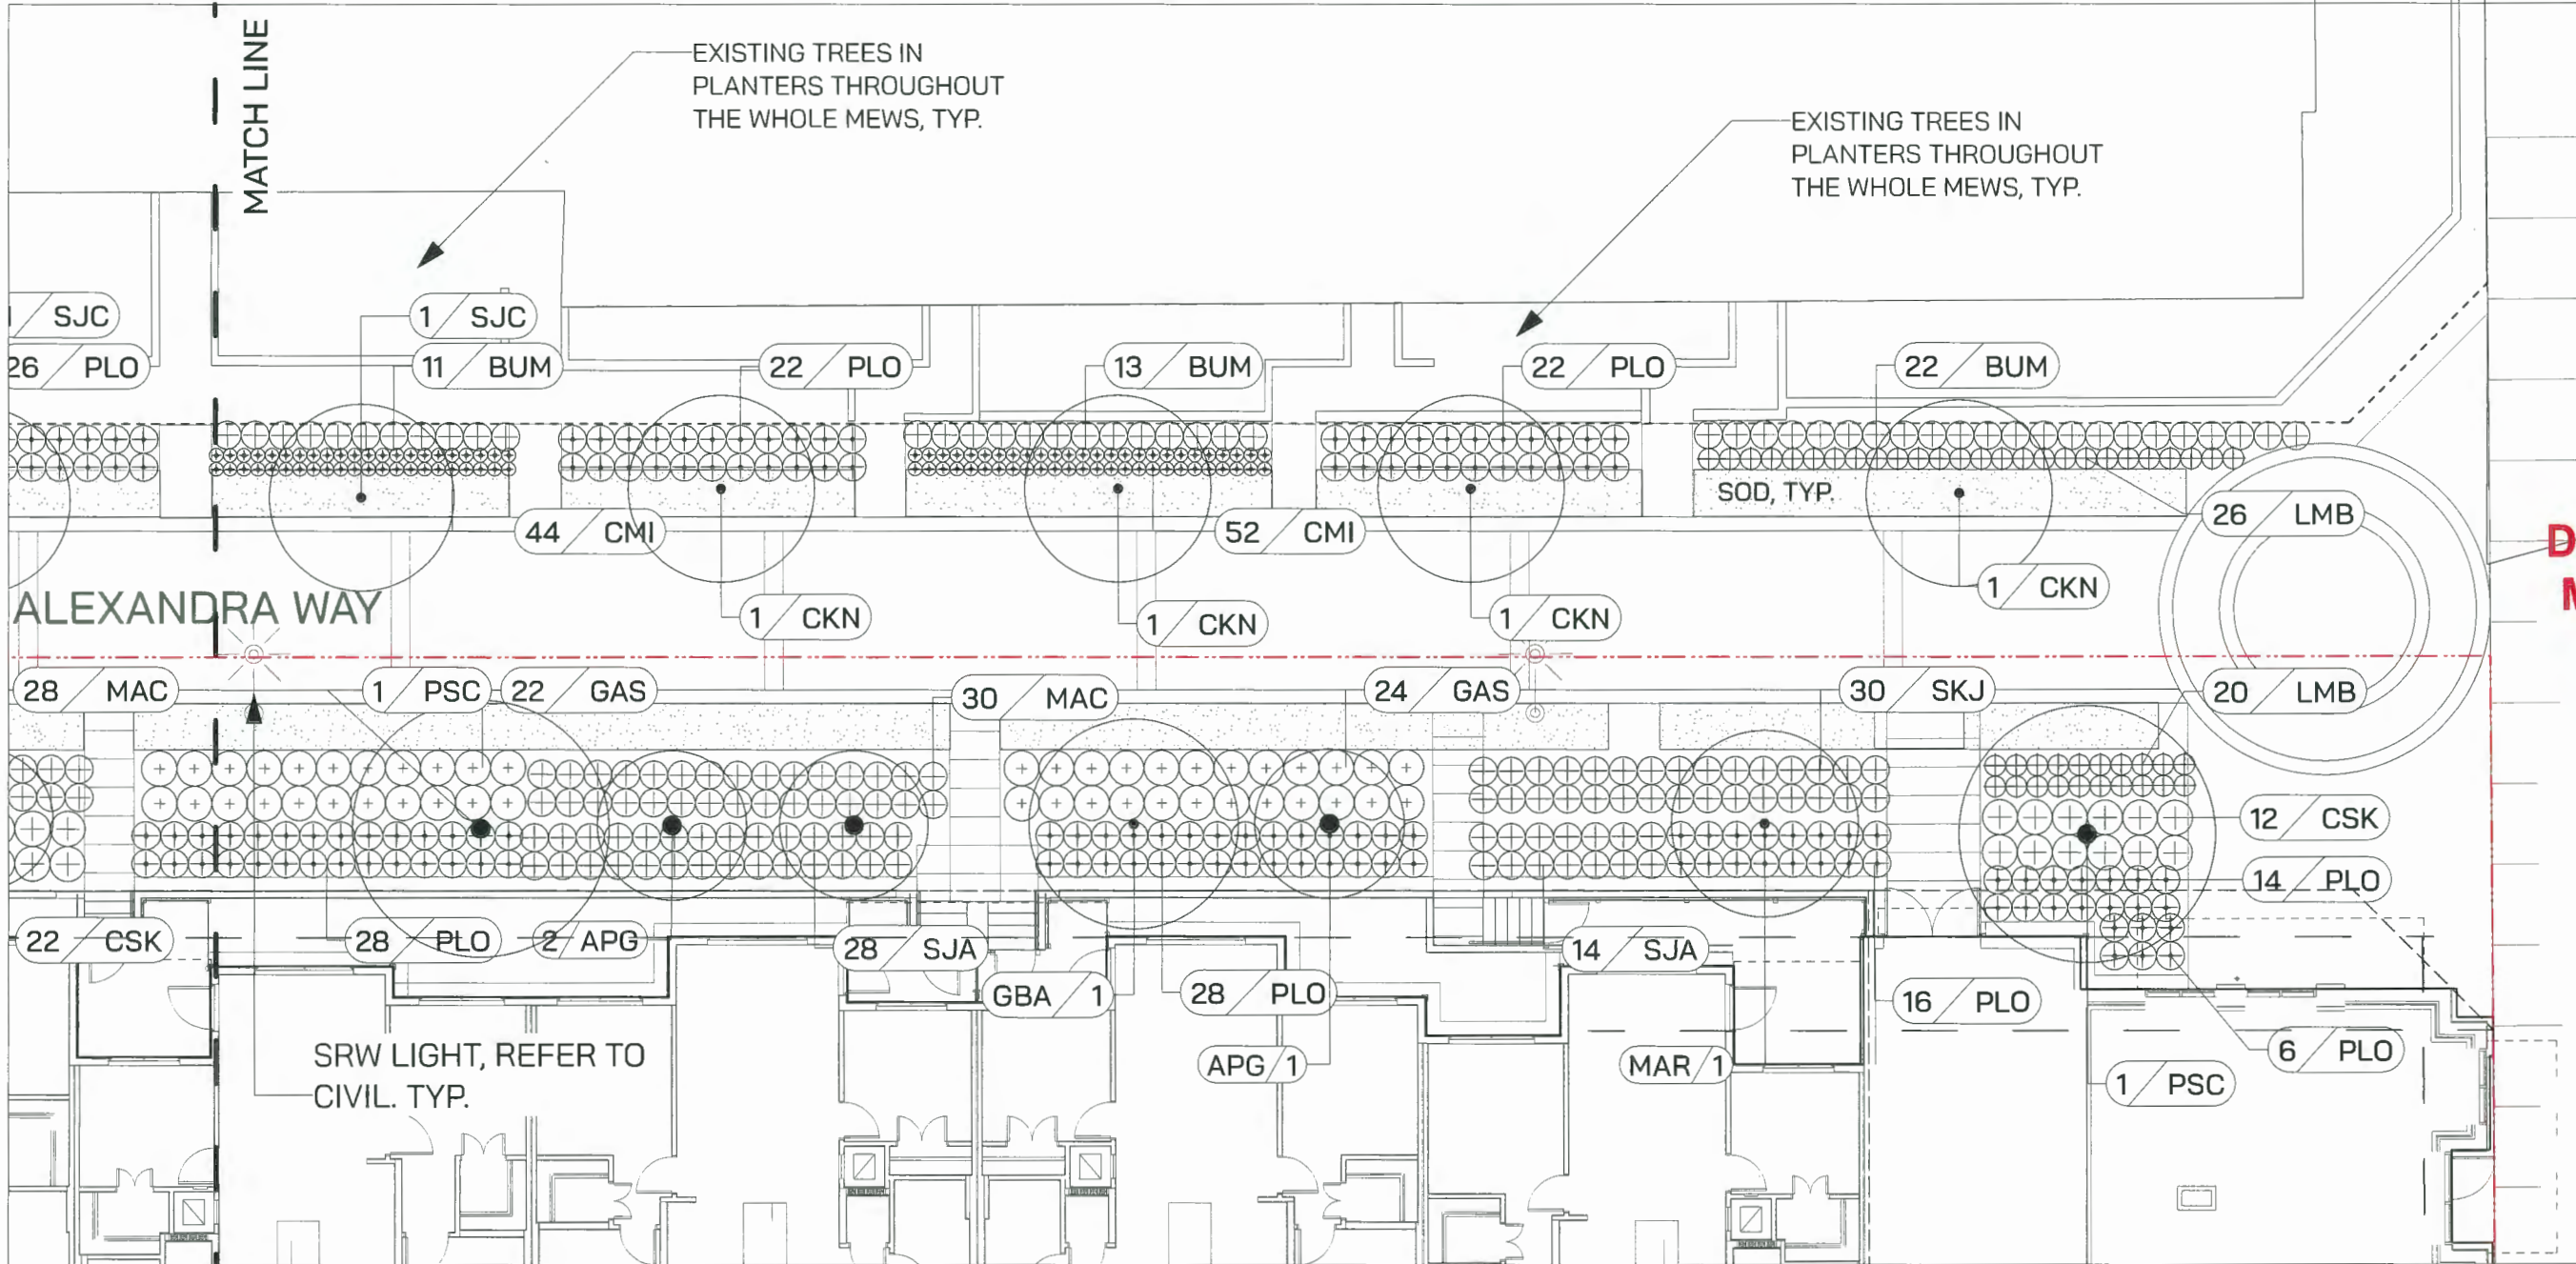 MATCH LINE
EXISTING TREES IN
PLANTERS THROUGHOUT
THE WHOLE MEWS, TYP.
EXISTING TREES IN
PLANTERS THROUGHOUT
THE WHOLE MEWS, TYP.
SJC
1 / SJC
26 / PLO
11 / BUM
22 / PLO
13 / BUM
22 / PLO
22 / BUM
SOD, TYP.
26 / LMB
44 / CMI
52 / CMI
1 / CKN
1 / CKN
1 / CKN
1 / CKN
ALEXANDRA WAY
D
M
28 / MAC
1 / PSC
22 / GAS
30 / MAC
24 / GAS
30 / SKJ
20 / LMB
12 / CSK
14 / PLO
22 / CSK
28 / PLO
2 / APG
28 / SJA
14 / SJA
GBA / 1
28 / PLO
16 / PLO
APG / 1
MAR / 1
6 / PLO
1 / PSC
SRW LIGHT, REFER TO
CIVIL. TYP.